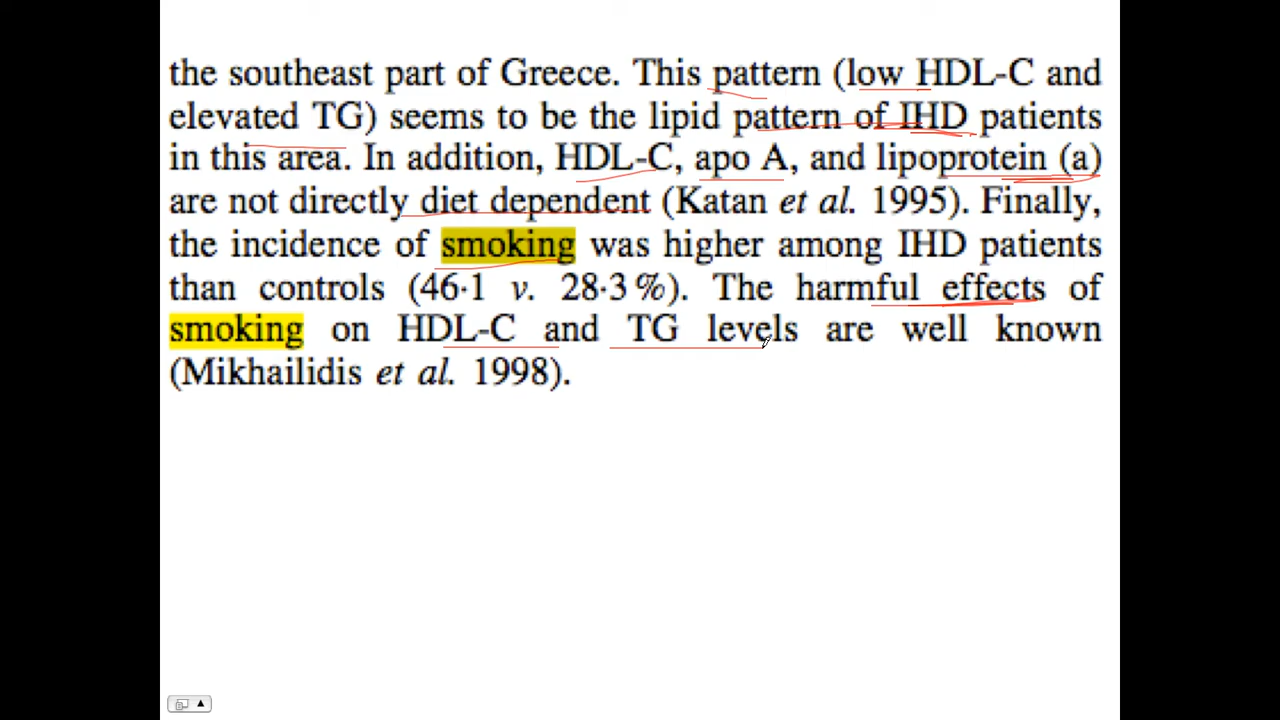 the southeast part of Greece. This pattern (low HDL-C and
elevated TG) seems to be the lipid pattern of IHD patients
in this area. In addition, HDL-C, apo A, and lipoprotein (a)
are not directly diet dependent (Katan et al. 1995). Finally,
the incidence of smoking was higher among IHD patients
than controls (46·1 v. 28·3 %). The harmful effects of
smoking on HDL-C and TG levels are well known
(Mikhailidis et al. 1998).